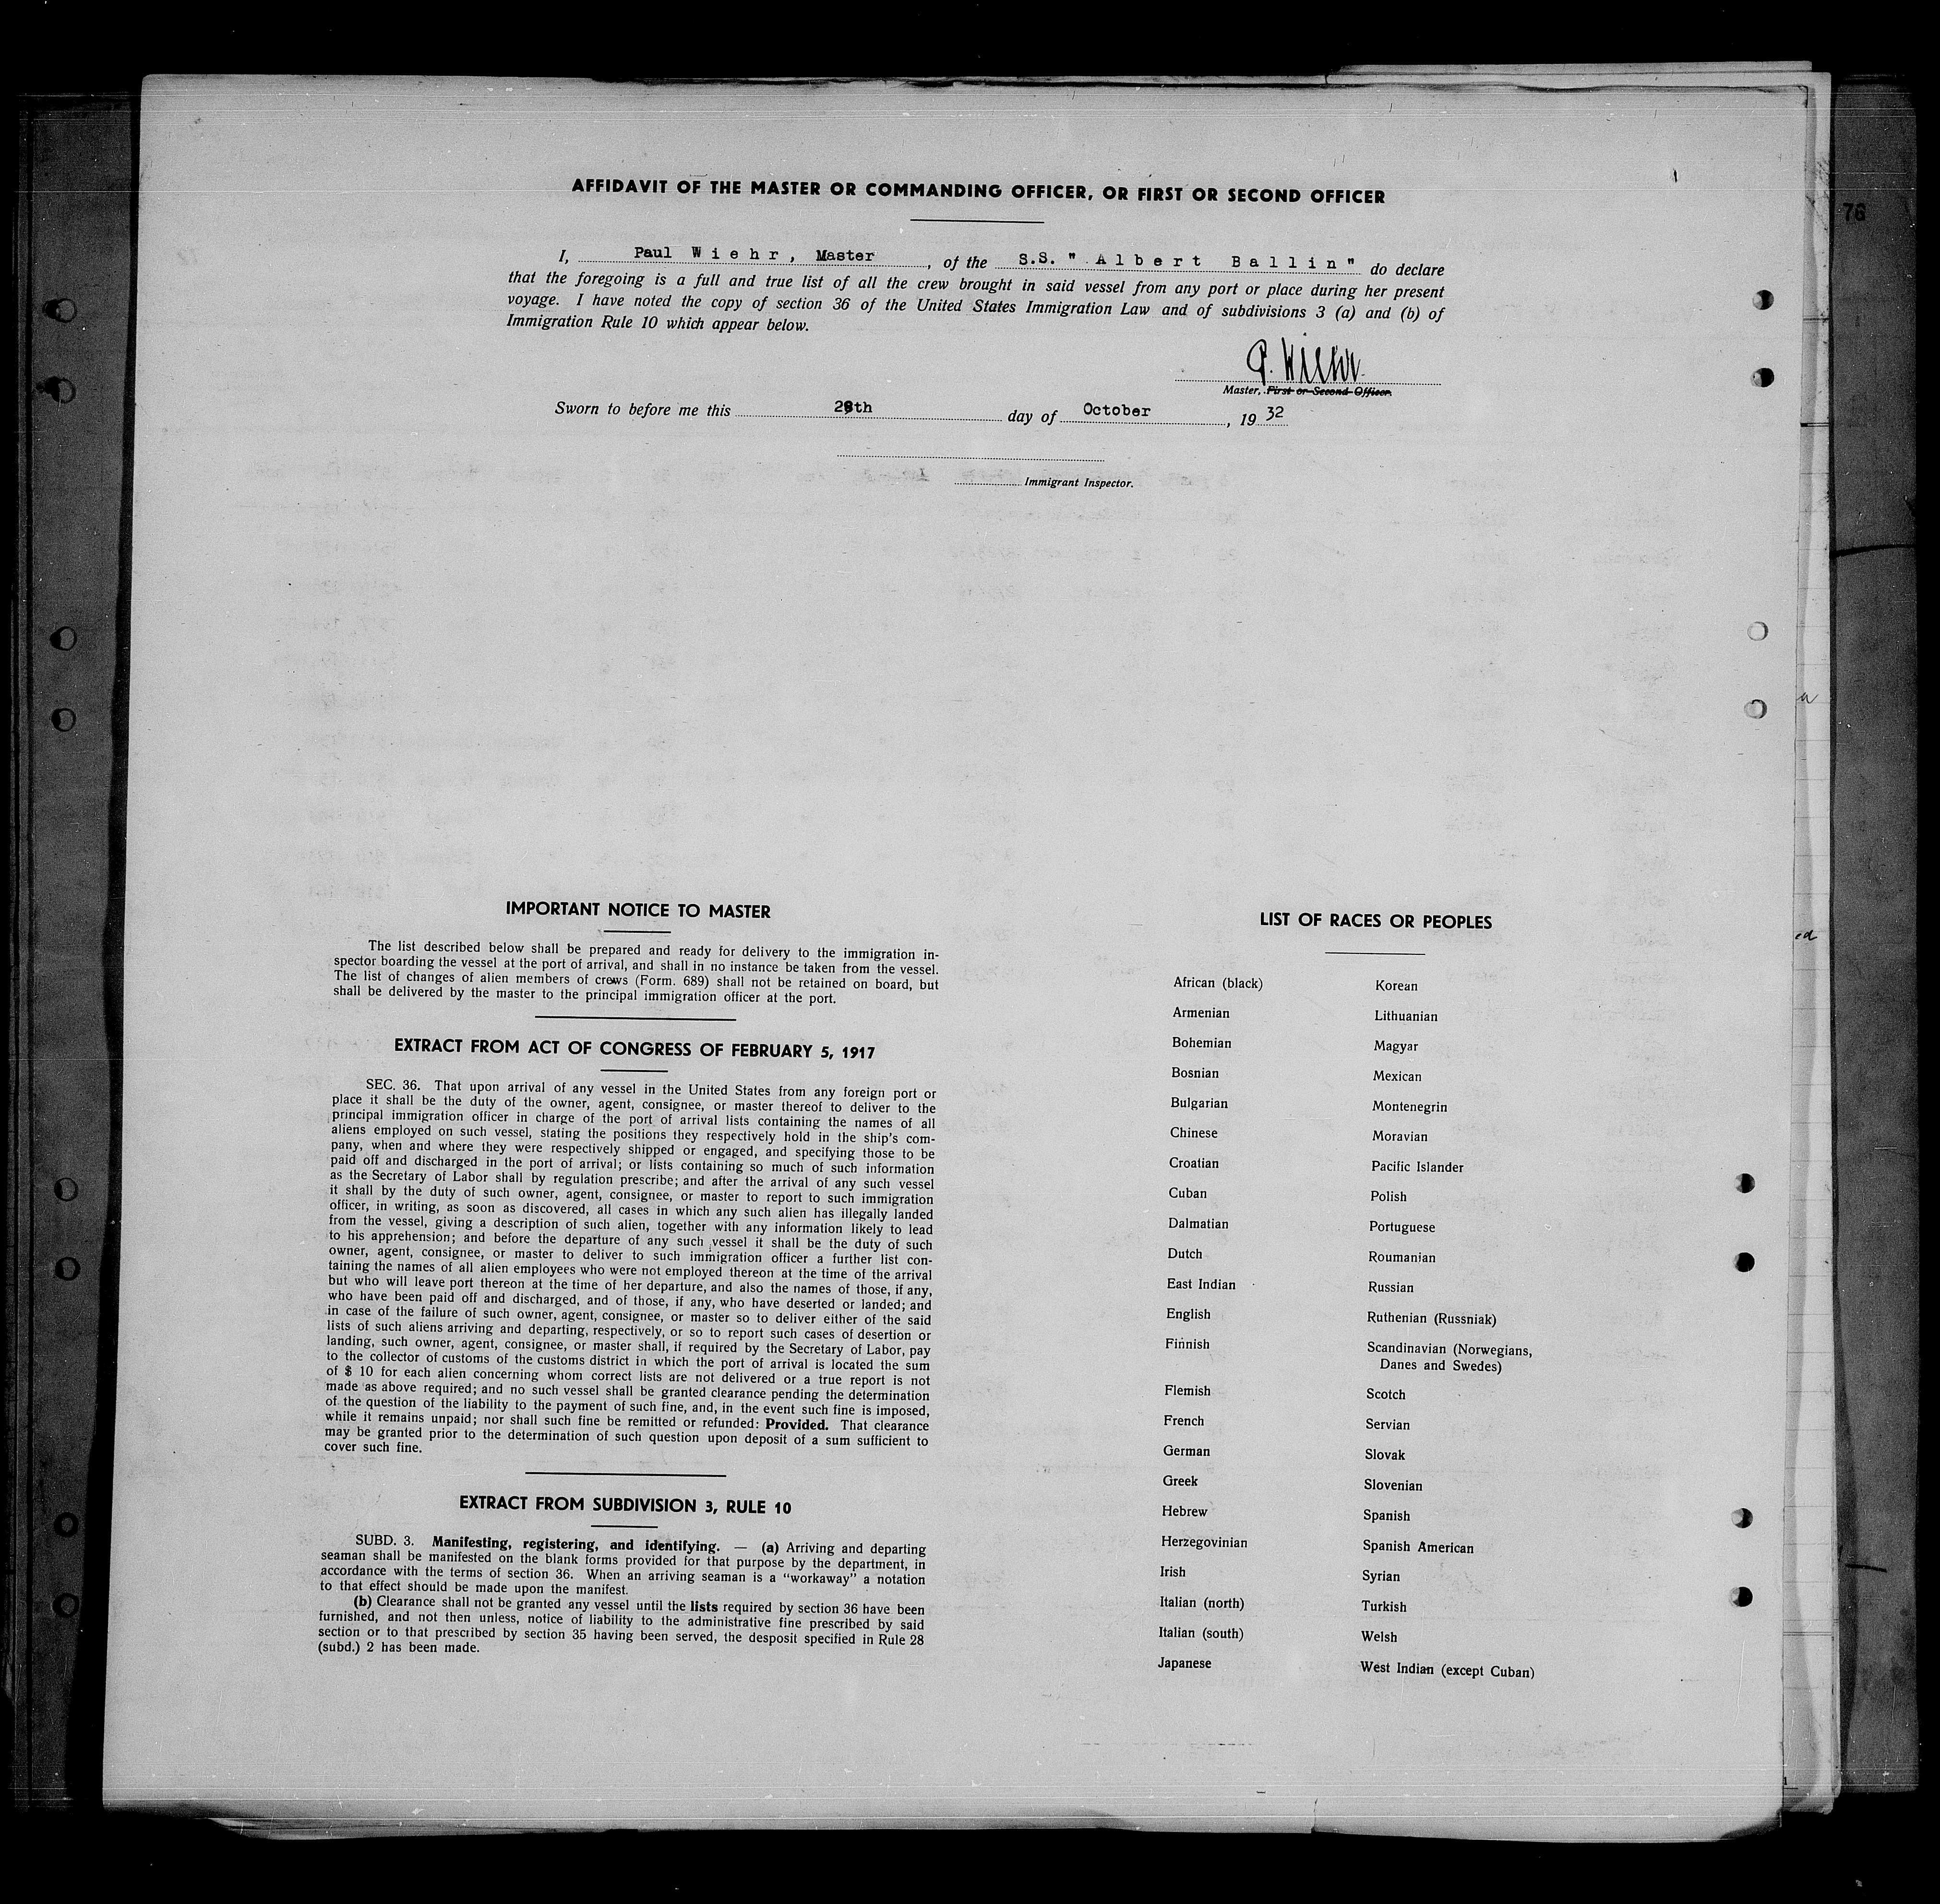 AFFIDAVIT OF THE MASTER OR COMMANDING OFFICER, OR FIRST OR SECOND OFFICER
76
I, Paul W i e h r , Master, of the S.S. " A l b e r t B a l l i n " do declare
that the foregoing is a full and true list of all the crew brought in said vessel from any port or place during her present
voyage. I have noted the copy of section 36 of the United States Immigration Law and of subdivisions 3 (a) and (b) of
Immigration Rule 10 which appear below.
P. Wiehr.
Master, First or Second Officer.
Sworn to before me this day of October, 19 32
Immigrant Inspector.
IMPORTANT NOTICE TO MASTER
The list described below shall be prepared and ready for delivery to the immigration in-
spector boarding the vessel at the port of arrival, and shall in no instance be taken from the vessel.
The list of changes of alien members of crews (Form. 689) shall not be retained on board, but
shall be delivered by the master to the principal immigration officer at the port.
EXTRACT FROM ACT OF CONGRESS OF FEBRUARY 5, 1917
SEC. 36. That upon arrival of any vessel in the United States from any foreign port or
place it shall be the duty of the owner, agent, consignee, or master thereof to deliver to the
principal immigration officer in charge of the port of arrival lists containing the names of all
aliens employed on such vessel, stating the positions they respectively hold in the ship's com-
pany, when and where they were respectively shipped or engaged, and specifying those to be
paid off and discharged in the port of arrival; or lists containing so much of such information
as the Secretary of Labor shall by regulation prescribe; and after the arrival of any such vessel
it shall by the duty of such owner, agent, consignee, or master to report to such immigration
officer, in writing, as soon as discovered, all cases in which any such alien has illegally landed
from the vessel, giving a description of such alien, together with any information likely to lead
to his apprehension; and before the departure of any such vessel it shall be the duty of such
owner, agent, consignee, or master to deliver to such immigration officer a further list con-
taining the names of all alien employees who were not employed thereon at the time of the arrival
but who will leave port thereon at the time of her departure, and also the names of those, if any,
who have been paid off and discharged, and of those, if any, who have deserted or landed; and
in case of the failure of such owner, agent, consignee, or master so to deliver either of the said
lists of such aliens arriving and departing, respectively, or so to report such cases of desertion or
landing, such owner, agent, consignee, or master shall, if required by the Secretary of Labor, pay
to the collector of customs of the customs district in which the port of arrival is located the sum
of $ 10 for each alien concerning whom correct lists are not delivered or a true report is not
made as above required; and no such vessel shall be granted clearance pending the determination
of the question of the liability to the payment of such fine, and, in the event such fine is imposed,
while it remains unpaid; nor shall such fine be remitted or refunded: Provided. That clearance
may be granted prior to the determination of such question upon deposit of a sum sufficient to
cover such fine.
EXTRACT FROM SUBDIVISION 3, RULE 10
SUBD. 3. Manifesting, registering, and identifying. — (a) Arriving and departing
seaman shall be manifested on the blank forms provided for that purpose by the department, in
accordance with the terms of section 36. When an arriving seaman is a "workaway" a notation
to that effect should be made upon the manifest.
(b) Clearance shall not be granted any vessel until the lists required by section 36 have been
furnished, and not then unless, notice of liability to the administrative fine prescribed by said
section or to that prescribed by section 35 having been served, the desposit specified in Rule 28
(subd.) 2 has been made.
LIST OF RACES OR PEOPLES
African (black)
Armenian
Bohemian
Bosnian
Bulgarian
Chinese
Croatian
Cuban
Dalmatian
Dutch
East Indian
English
Finnish
Flemish
French
German
Greek
Hebrew
Herzegovinian
Irish
Italian (north)
Italian (south)
Japanese
Korean
Lithuanian
Magyar
Mexican
Montenegrin
Moravian
Pacific Islander
Polish
Portuguese
Roumanian
Russian
Ruthenian (Russniak)
Scandinavian (Norwegians,
Danes and Swedes)
Scotch
Servian
Slovak
Slovenian
Spanish
Spanish American
Syrian
Turkish
Welsh
West Indian (except Cuban)